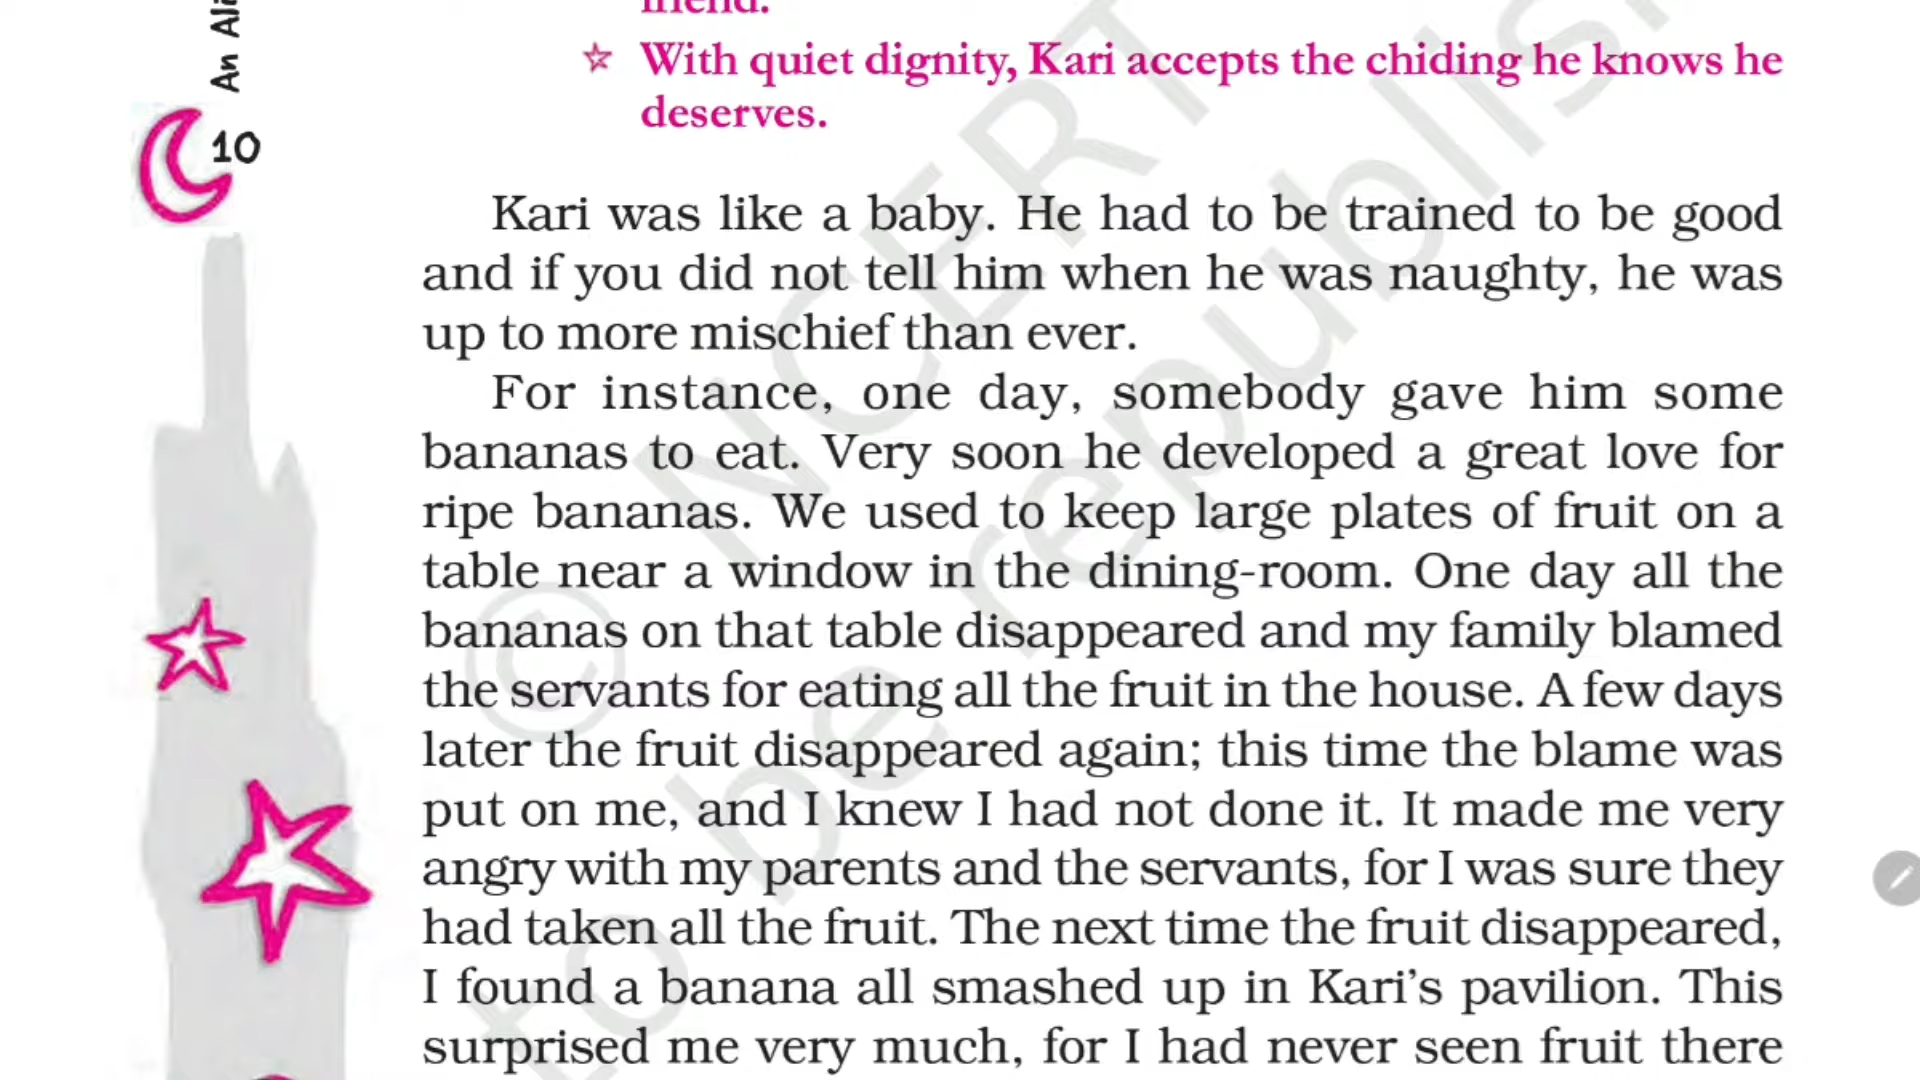 An Ali
10
friend.
☆ With quiet dignity, Kari accepts the chiding he knows he
deserves.
Kari was like a baby. He had to be trained to be good
and if you did not tell him when he was naughty, he was
up to more mischief than ever.
For instance, one day, somebody gave him some
bananas to eat. Very soon he developed a great love for
ripe bananas. We used to keep large plates of fruit on a
table near a window in the dining-room. One day all the
bananas on that table disappeared and my family blamed
the servants for eating all the fruit in the house. A few days
later the fruit disappeared again; this time the blame was
put on me, and I knew I had not done it. It made me very
angry with my parents and the servants, for I was sure they
had taken all the fruit. The next time the fruit disappeared,
I found a banana all smashed up in Kari’s pavilion. This
surprised me very much, for I had never seen fruit there
© NCERT
to be republis